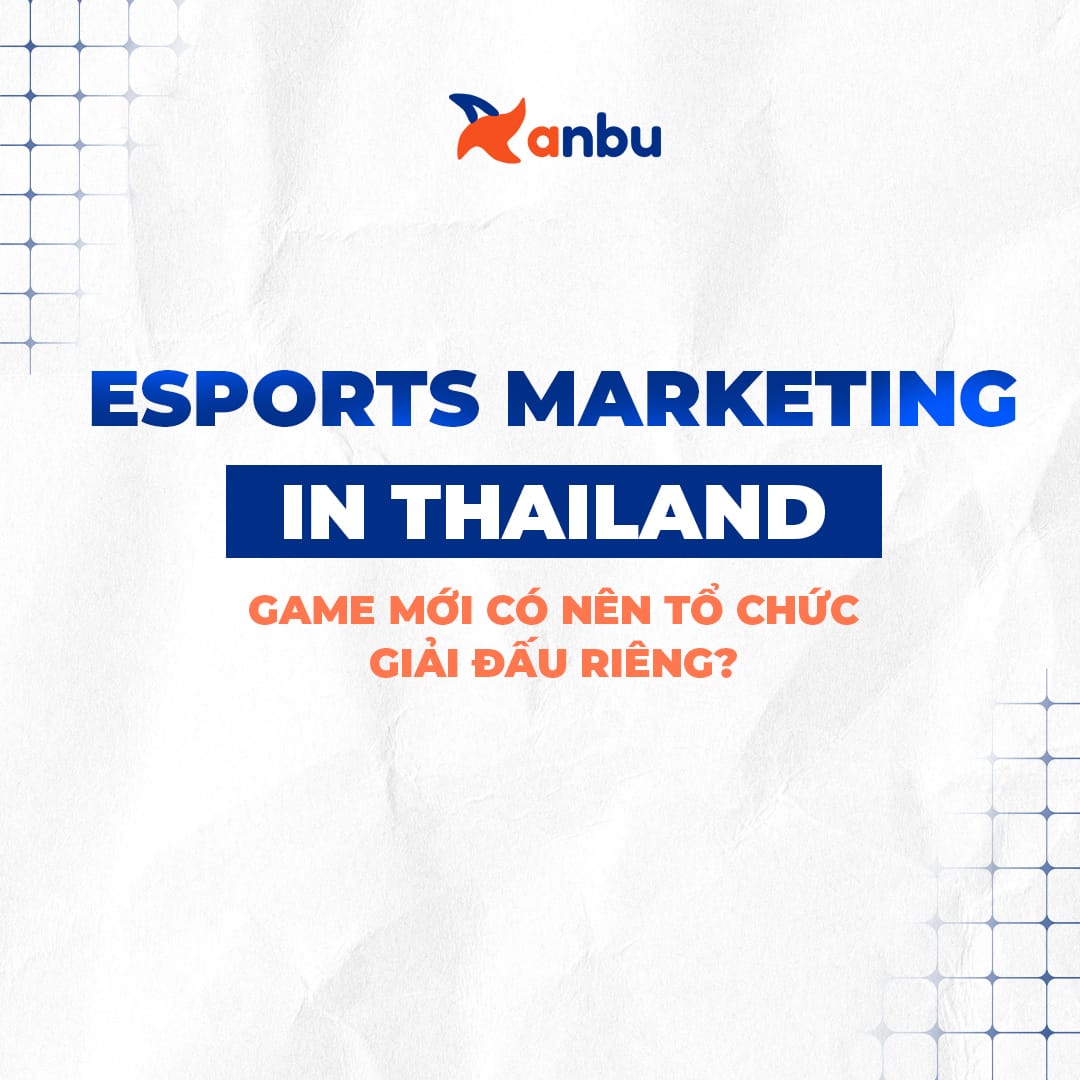 anbu
ESPORTS MARKETING
IN THAILAND
GAME MỚI CÓ NÊN TỔ CHỨC
GIẢI ĐẤU RIÊNG?